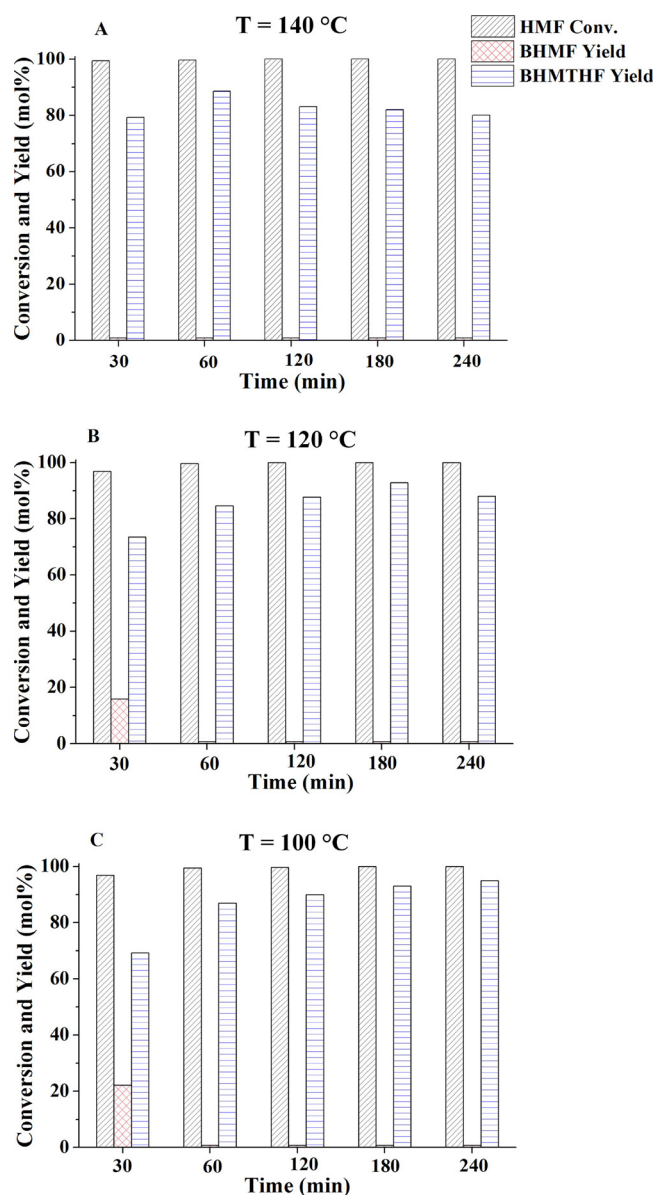 A
T = 140 °C
HMF Conv.
BHMF Yield
BHMTHF Yield
Conversion and Yield (mol%)
100
80
60
40
20
0
30 60 120 180 240
Time (min)
B
T = 120 °C
Conversion and Yield (mol%)
100
80
60
40
20
0
30 60 120 180 240
Time (min)
C
T = 100 °C
Conversion and Yield (mol%)
100
80
60
40
20
0
30 60 120 180 240
Time (min)